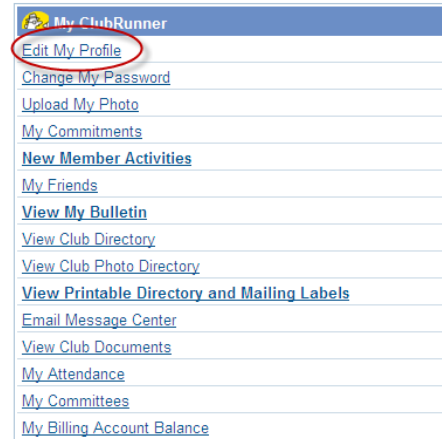 My ClubRunner
Edit My Profile
Change My Password
Upload My Photo
My Commitments
New Member Activities
My Friends
View My Bulletin
View Club Directory
View Club Photo Directory
View Printable Directory and Mailing Labels
Email Message Center
View Club Documents
My Attendance
My Committees
My Billing Account Balance